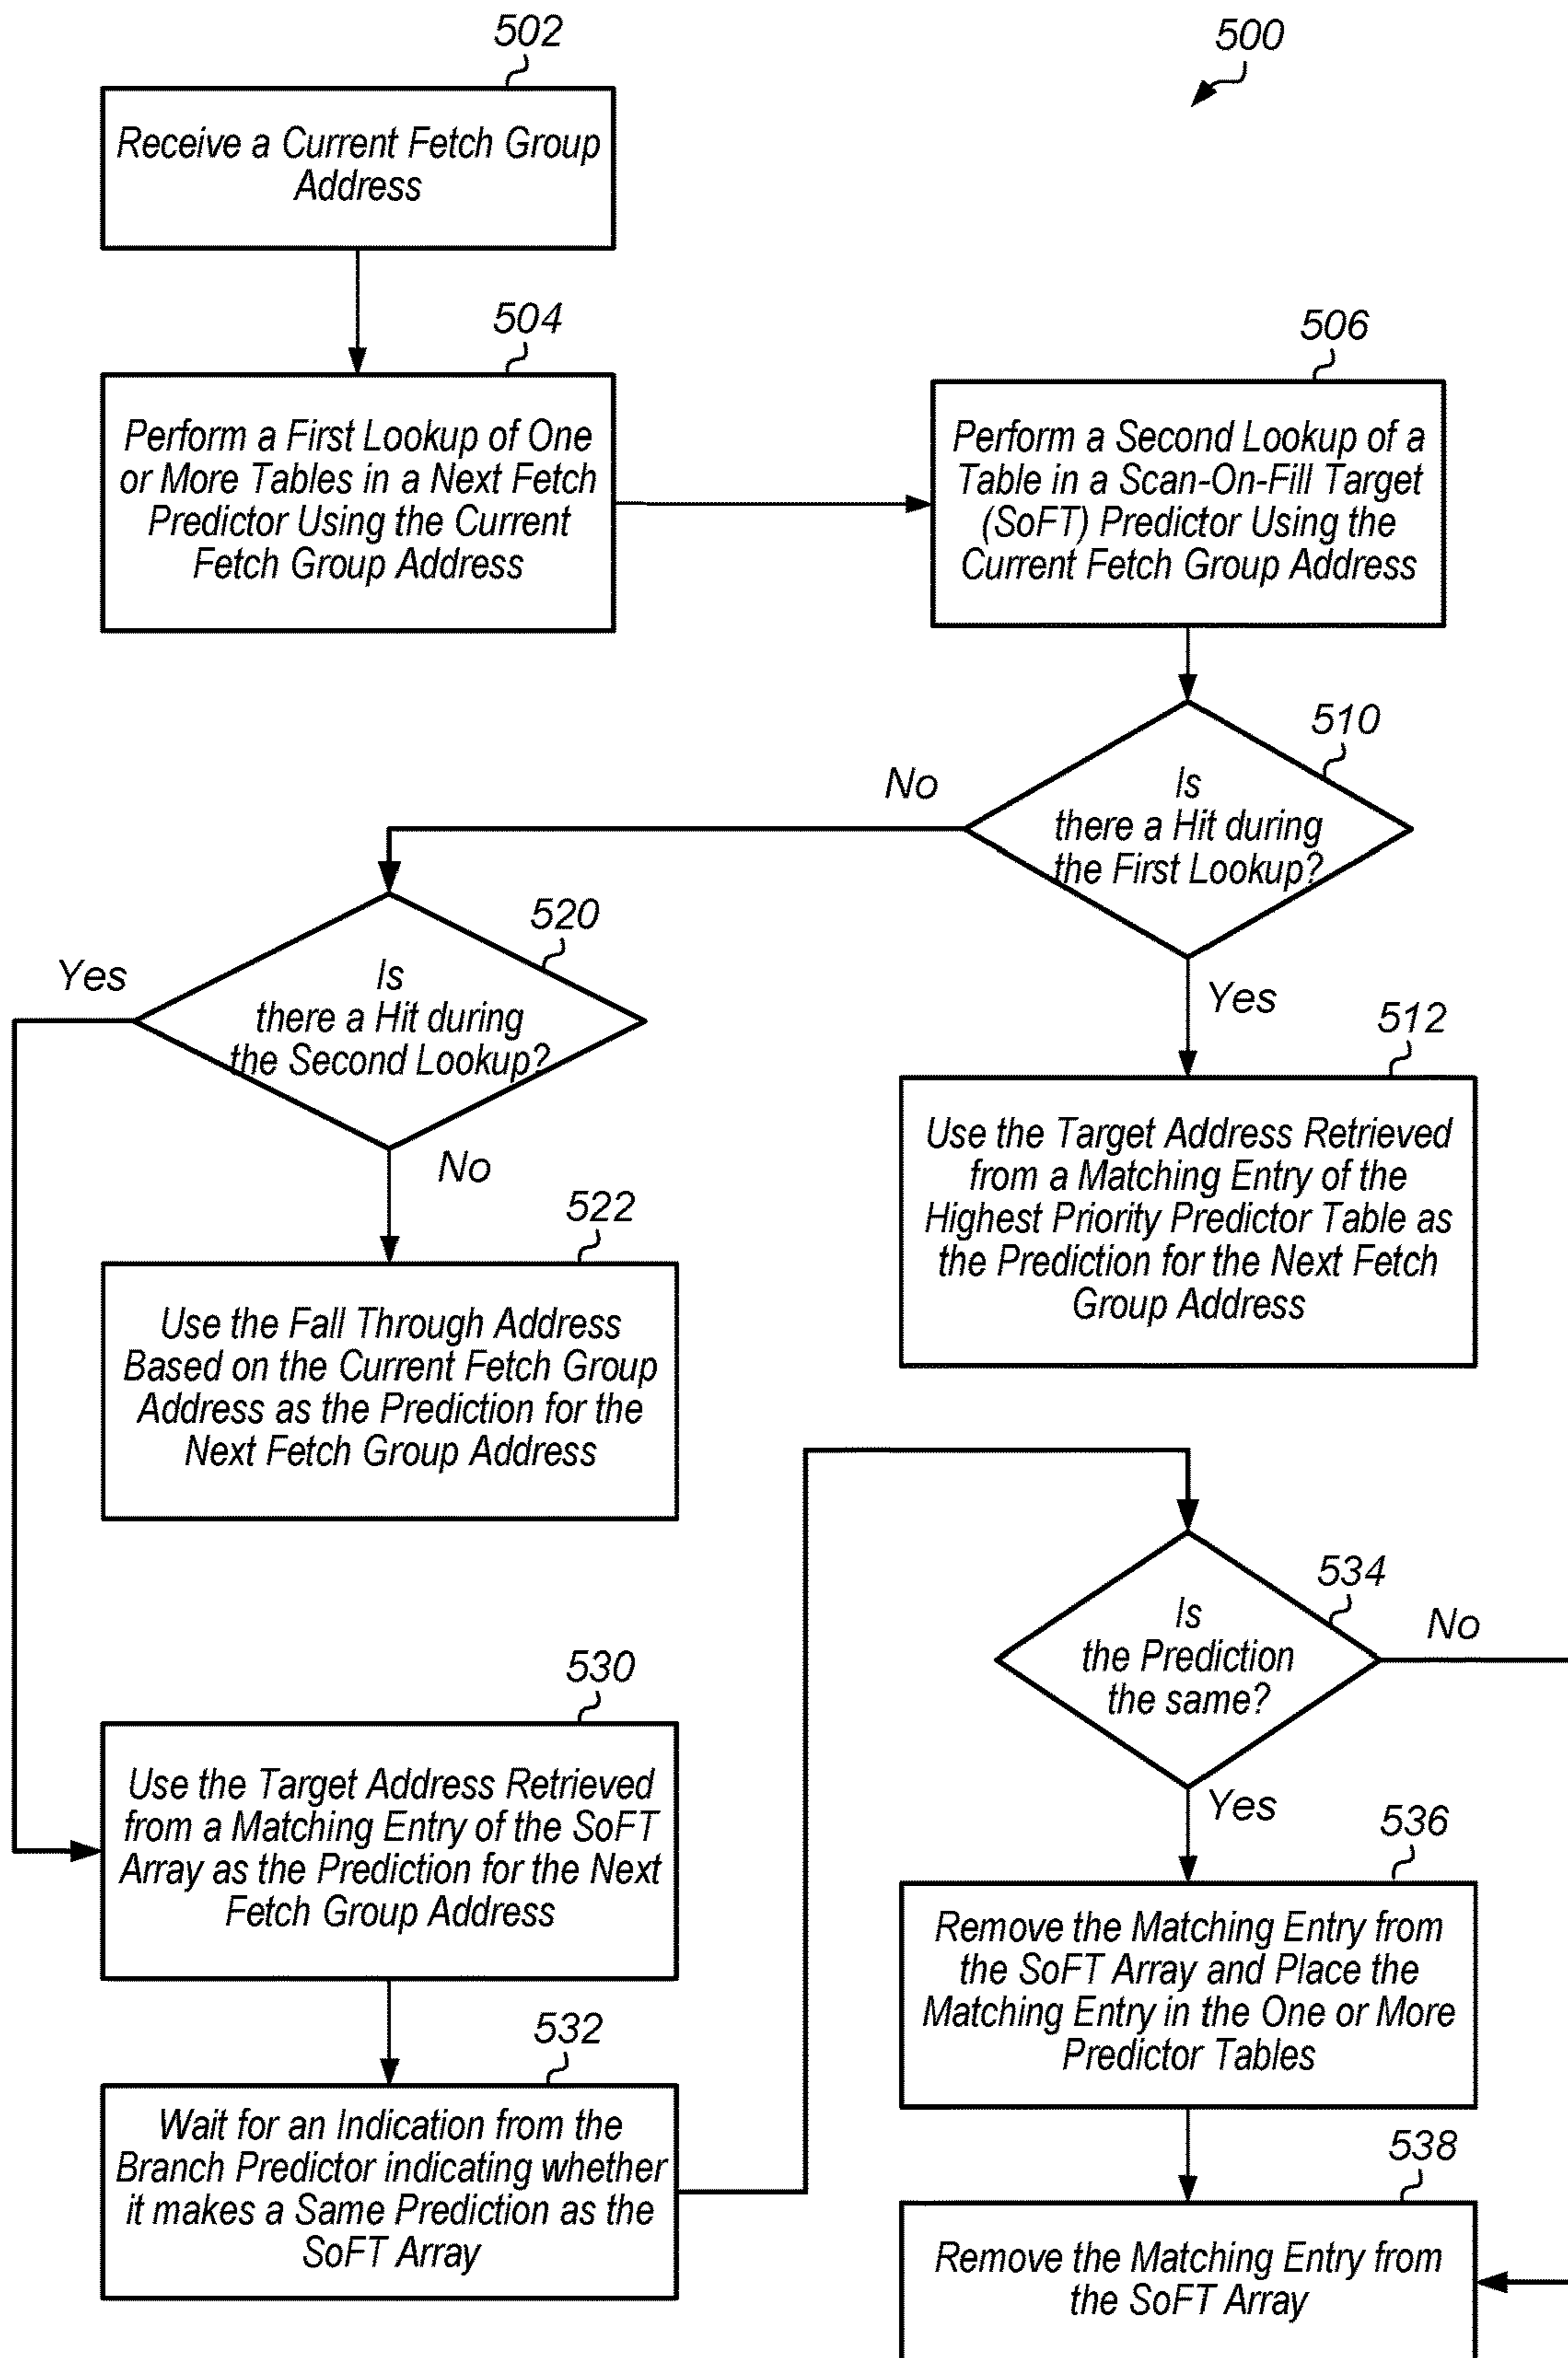 502
500
Receive a Current Fetch Group
Address
504
Perform a First Lookup of One
or More Tables in a Next Fetch
Predictor Using the Current
Fetch Group Address
506
Perform a Second Lookup of a
Table in a Scan-On-Fill Target
(SoFT) Predictor Using the
Current Fetch Group Address
510
Is
there a Hit during
the First Lookup?
No
Yes
512
Use the Target Address Retrieved
from a Matching Entry of the
Highest Priority Predictor Table as
the Prediction for the Next Fetch
Group Address
520
Is
there a Hit during
the Second Lookup?
Yes
No
522
Use the Fall Through Address
Based on the Current Fetch Group
Address as the Prediction for the
Next Fetch Group Address
530
Use the Target Address Retrieved
from a Matching Entry of the SoFT
Array as the Prediction for the Next
Fetch Group Address
532
Wait for an Indication from the
Branch Predictor indicating whether
it makes a Same Prediction as the
SoFT Array
534
Is
the Prediction
the same?
No
Yes
536
Remove the Matching Entry from
the SoFT Array and Place the
Matching Entry in the One or More
Predictor Tables
538
Remove the Matching Entry from
the SoFT Array